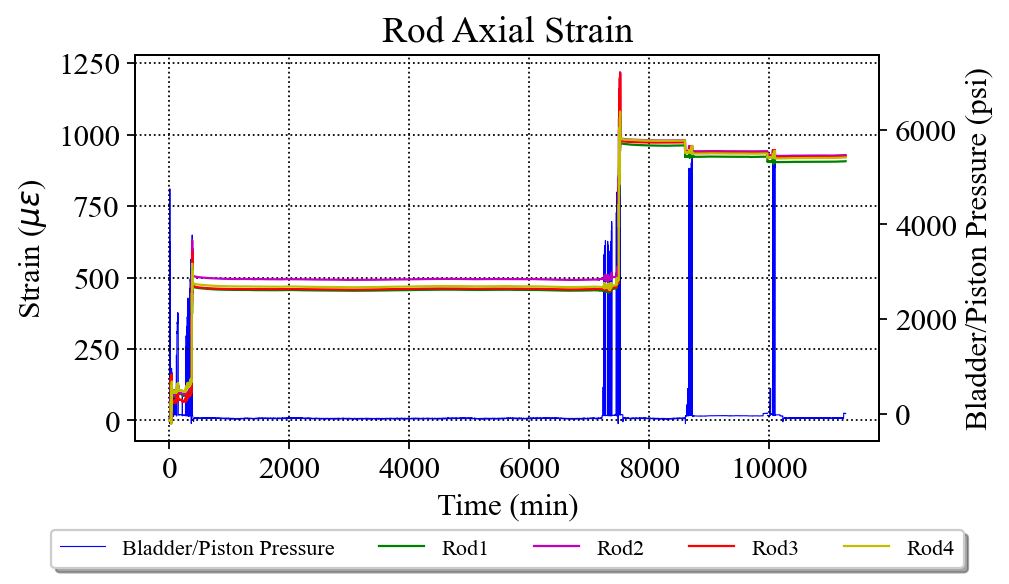 Rod Axial Strain
1250
1000
750
500
250
0
Strain (με)
6000
4000
2000
0
Bladder/Piston Pressure (psi)
0 2000 4000 6000 8000 10000
Time (min)
Bladder/Piston Pressure Rod1 Rod2 Rod3 Rod4